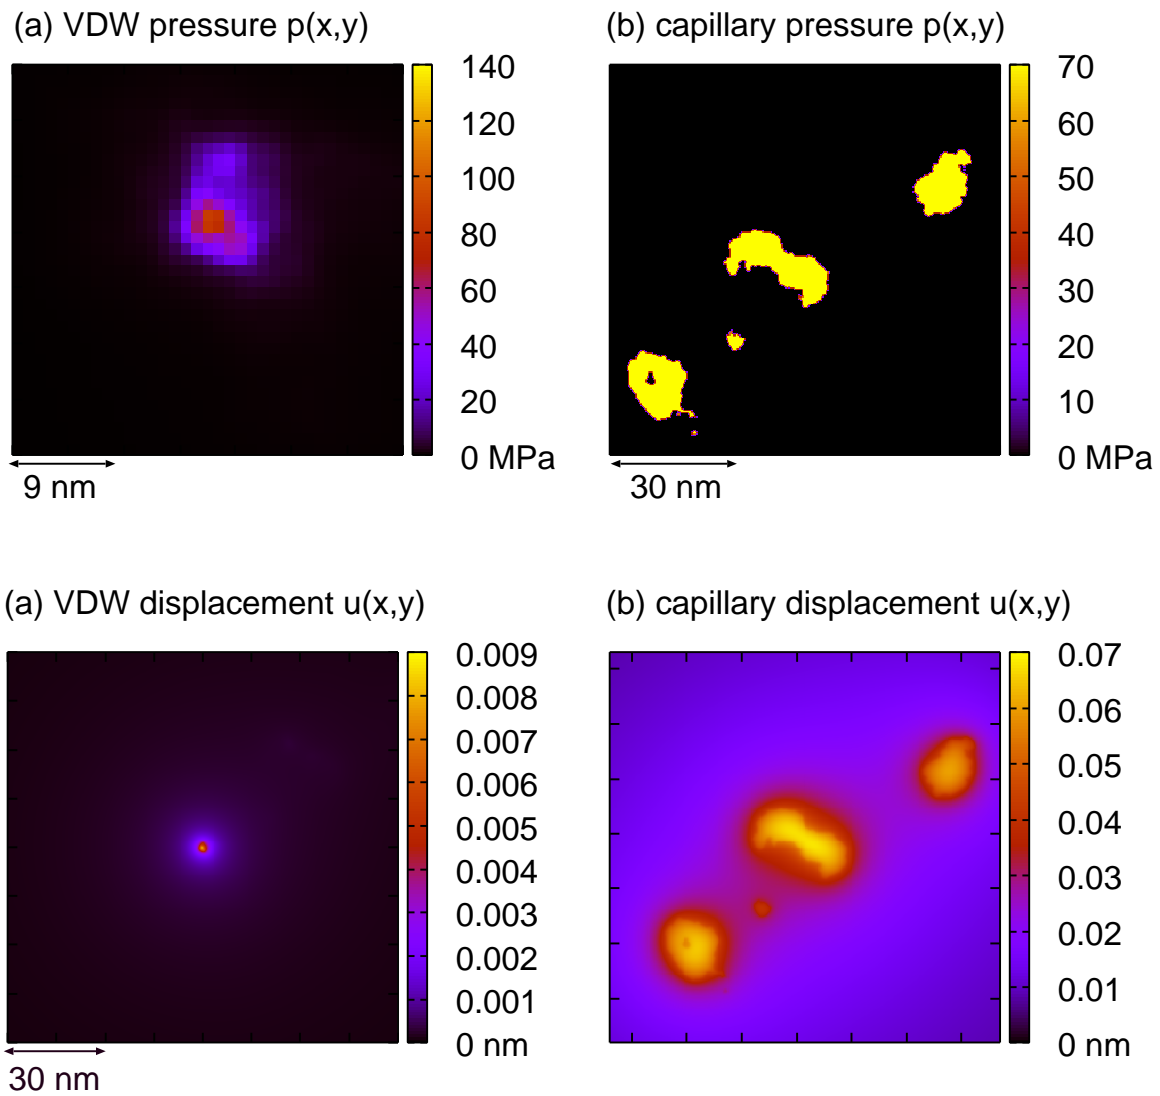 (a) VDW pressure p(x,y)
140
120
100
80
60
40
20
0 MPa
9 nm
(b) capillary pressure p(x,y)
70
60
50
40
30
20
10
0 MPa
30 nm
(a) VDW displacement u(x,y)
0.009
0.008
0.007
0.006
0.005
0.004
0.003
0.002
0.001
0 nm
30 nm
(b) capillary displacement u(x,y)
0.07
0.06
0.05
0.04
0.03
0.02
0.01
0 nm